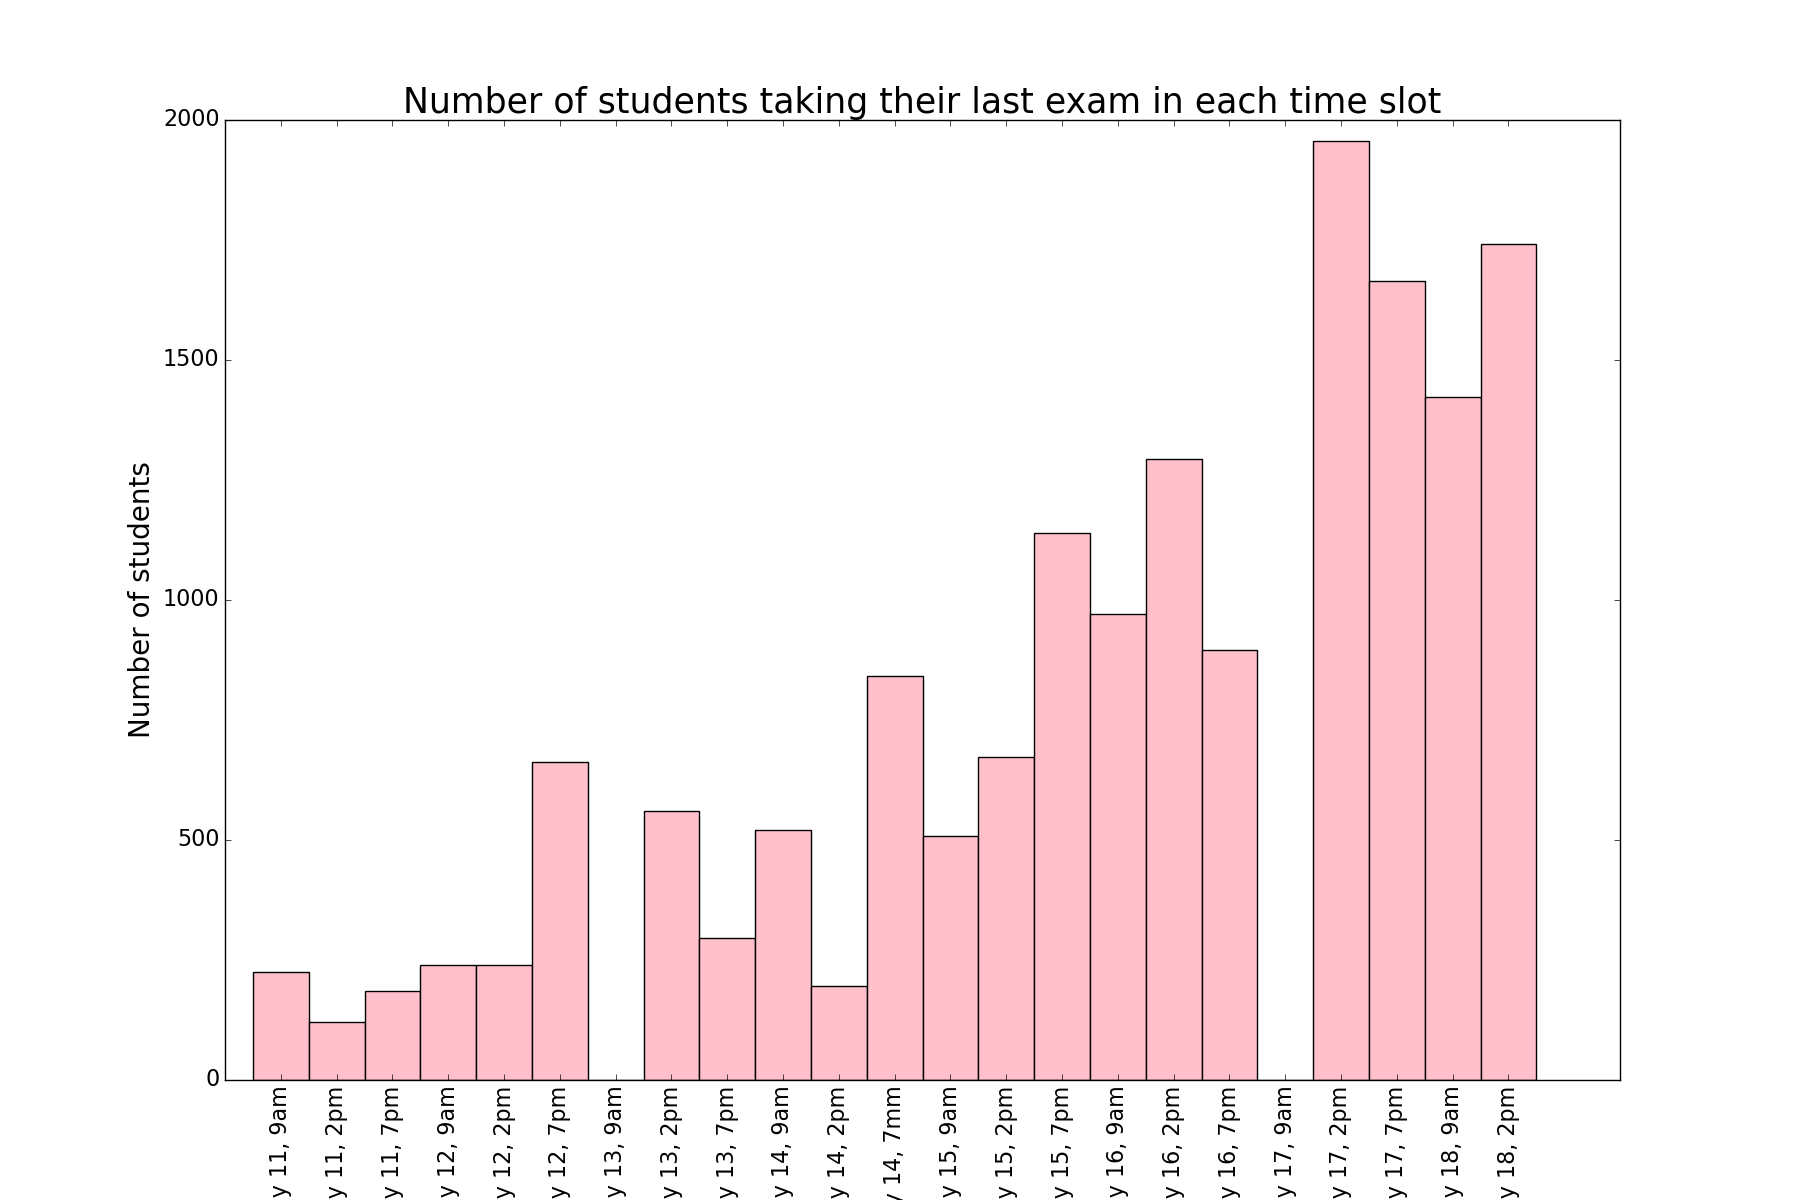 Number of students taking their last exam in each time slot
Number of students
2000
1500
1000
500
0
y 11, 9am
y 11, 2pm
y 11, 7pm
y 12, 9am
y 12, 2pm
y 12, 7pm
y 13, 9am
y 13, 2pm
y 13, 7pm
y 14, 9am
y 14, 2pm
y 14, 7mm
y 15, 9am
y 15, 2pm
y 15, 7pm
y 16, 9am
y 16, 2pm
y 16, 7pm
y 17, 9am
y 17, 2pm
y 17, 7pm
y 18, 9am
y 18, 2pm